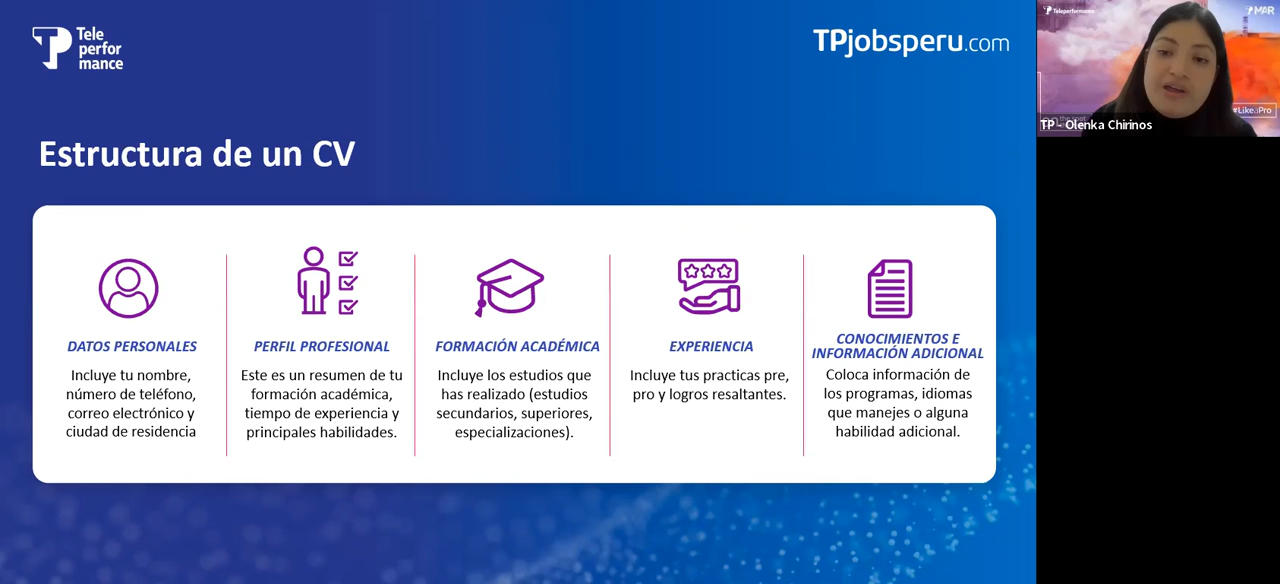 Tele
perfor
mance
TPjobsperu.com
Estructura de un CV
DATOS PERSONALES
Incluye tu nombre,
número de teléfono,
correo electrónico y
ciudad de residencia
PERFIL PROFESIONAL
Este es un resumen de tu
formación académica,
tiempo de experiencia y
principales habilidades.
FORMACIÓN ACADÉMICA
Incluye los estudios que
has realizado (estudios
secundarios, superiores,
especializaciones).
EXPERIENCIA
Incluye tus practicas pre,
pro y logros resaltantes.
CONOCIMIENTOS E
INFORMACIÓN ADICIONAL
Coloca información de
los programas, idiomas
que manejes o alguna
habilidad adicional.
Teleperformance
MAR
#LikeaPro
TP - Olenka Chirinos